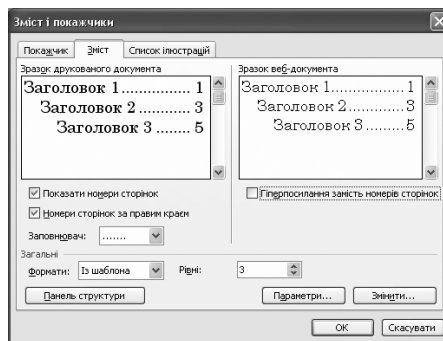 Зміст і покажчики
Покажчик Зміст Список ілюстрацій
Зразок друкованого документа
Заголовок 1................ 1
Заголовок 2 ........... 3
Заголовок 3 ........ 5
Зразок веб-документа
Заголовок 1...............1
Заголовок 2............3
Заголовок 3.........5
Показати номери сторінок
Номери сторінок за правим краєм
Заповнювач: .......
Гіперпосилання замість номерів сторінок
Загальні
Формати: Із шаблона Рівні: 3
Панель структури Параметри... Змінити...
ОК Скасувати